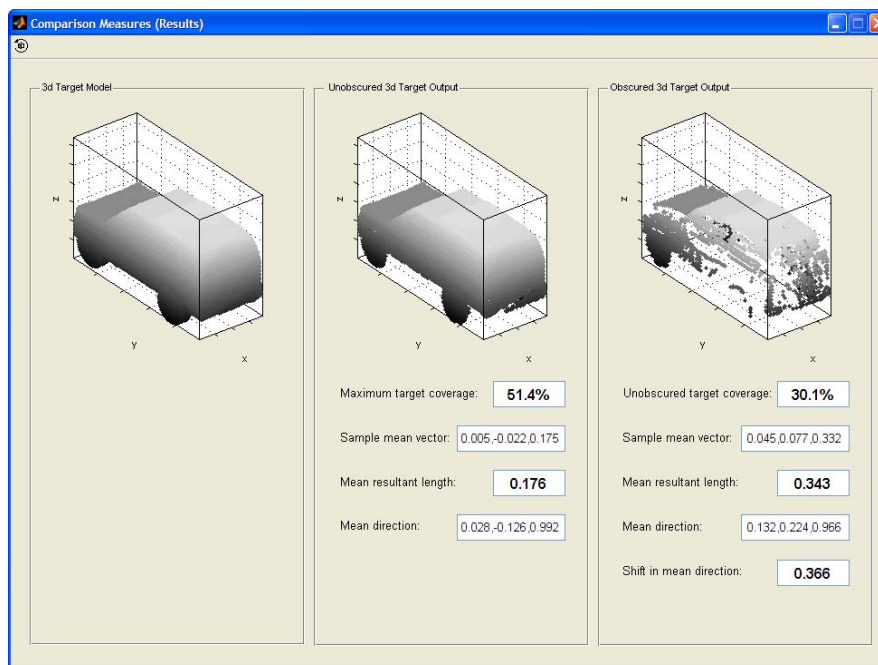 Comparison Measures (Results)
3d Target Model
z
y
x
Unobscured 3d Target Output
z
y
x
Maximum target coverage: 51.4%
Sample mean vector: 0.005,-0.022,0.175
Mean resultant length: 0.176
Mean direction: 0.028,-0.126,0.992
Obscured 3d Target Output
z
y
x
Unobscured target coverage: 30.1%
Sample mean vector: 0.045,0.077,0.332
Mean resultant length: 0.343
Mean direction: 0.132,0.224,0.966
Shift in mean direction: 0.366